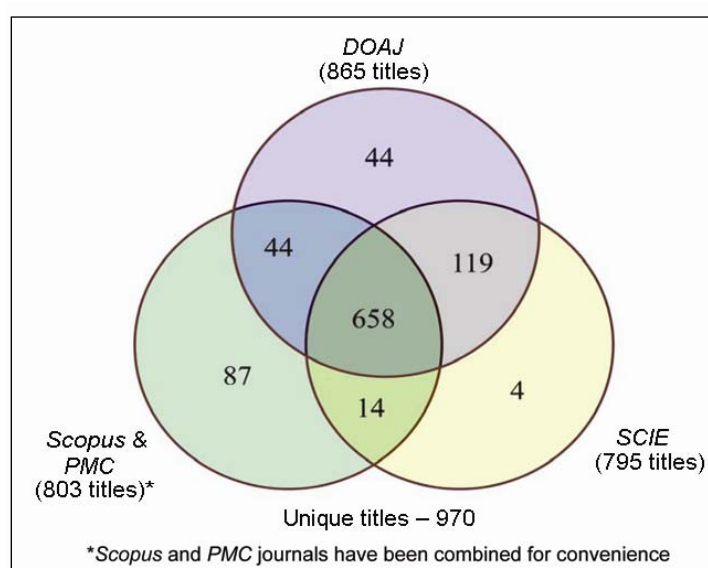 DOAJ
(865 titles)
44
44
119
658
87
14
4
Scopus &
PMC
(803 titles)*
SCIE
(795 titles)
Unique titles – 970
*Scopus and PMC journals have been combined for convenience